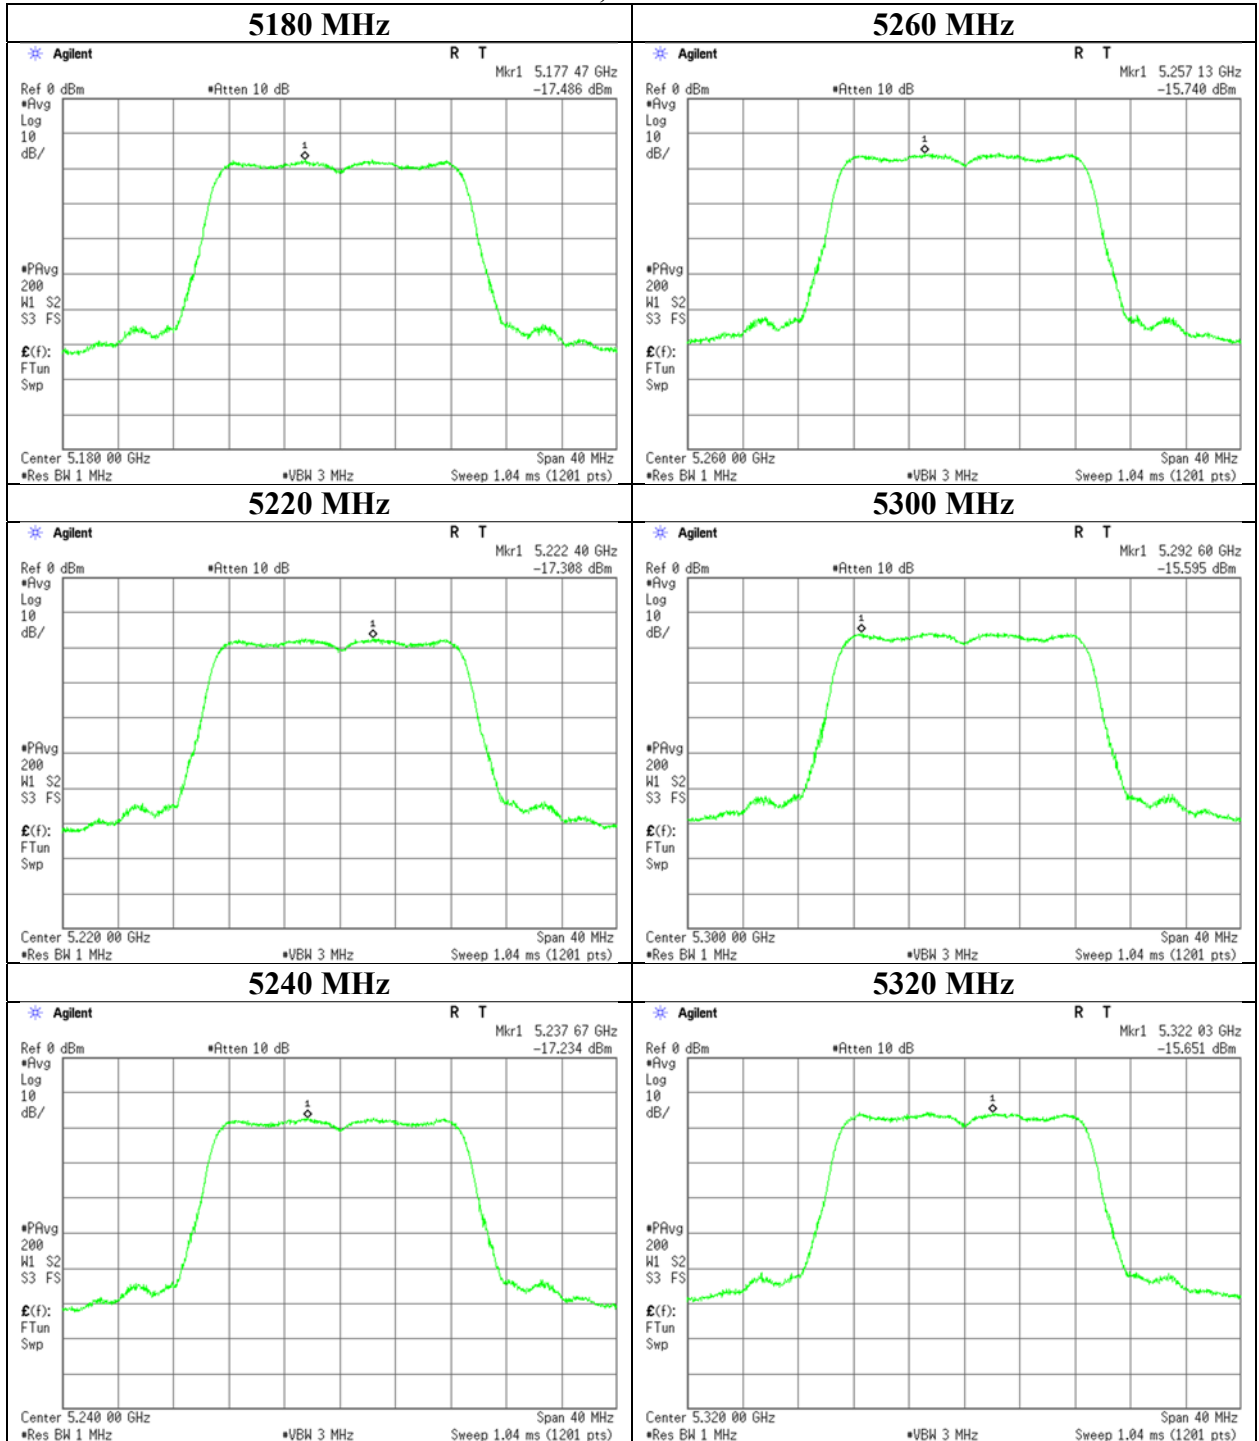 5180 MHz
Agilent R T
Mkr1 5.177 47 GHz
Ref 0 dBm #Atten 10 dB -17.486 dBm
#Avg
Log
10
dB/
1
#PAvg
200
W1 S2
S3 FS
£(f):
FTun
Swp
Center 5.180 00 GHz Span 40 MHz
#Res BW 1 MHz #VBW 3 MHz Sweep 1.04 ms (1201 pts)
5260 MHz
Agilent R T
Mkr1 5.257 13 GHz
Ref 0 dBm #Atten 10 dB -15.740 dBm
#Avg
Log
10
dB/
1
#PAvg
200
W1 S2
S3 FS
£(f):
FTun
Swp
Center 5.260 00 GHz Span 40 MHz
#Res BW 1 MHz #VBW 3 MHz Sweep 1.04 ms (1201 pts)
5220 MHz
Agilent R T
Mkr1 5.222 40 GHz
Ref 0 dBm #Atten 10 dB -17.308 dBm
#Avg
Log
10
dB/
1
#PAvg
200
W1 S2
S3 FS
£(f):
FTun
Swp
Center 5.220 00 GHz Span 40 MHz
#Res BW 1 MHz #VBW 3 MHz Sweep 1.04 ms (1201 pts)
5300 MHz
Agilent R T
Mkr1 5.292 60 GHz
Ref 0 dBm #Atten 10 dB -15.595 dBm
#Avg
Log
10
dB/
1
#PAvg
200
W1 S2
S3 FS
£(f):
FTun
Swp
Center 5.300 00 GHz Span 40 MHz
#Res BW 1 MHz #VBW 3 MHz Sweep 1.04 ms (1201 pts)
5240 MHz
Agilent R T
Mkr1 5.237 67 GHz
Ref 0 dBm #Atten 10 dB -17.234 dBm
#Avg
Log
10
dB/
1
#PAvg
200
W1 S2
S3 FS
£(f):
FTun
Swp
Center 5.240 00 GHz Span 40 MHz
#Res BW 1 MHz #VBW 3 MHz Sweep 1.04 ms (1201 pts)
5320 MHz
Agilent R T
Mkr1 5.322 03 GHz
Ref 0 dBm #Atten 10 dB -15.651 dBm
#Avg
Log
10
dB/
1
#PAvg
200
W1 S2
S3 FS
£(f):
FTun
Swp
Center 5.320 00 GHz Span 40 MHz
#Res BW 1 MHz #VBW 3 MHz Sweep 1.04 ms (1201 pts)